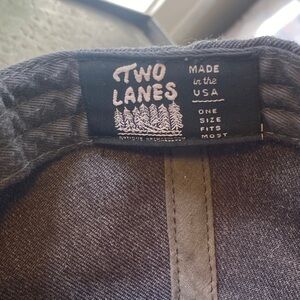 TWO
LANES
MADE
in the
USA
ONE
SIZE
FITS
MOST